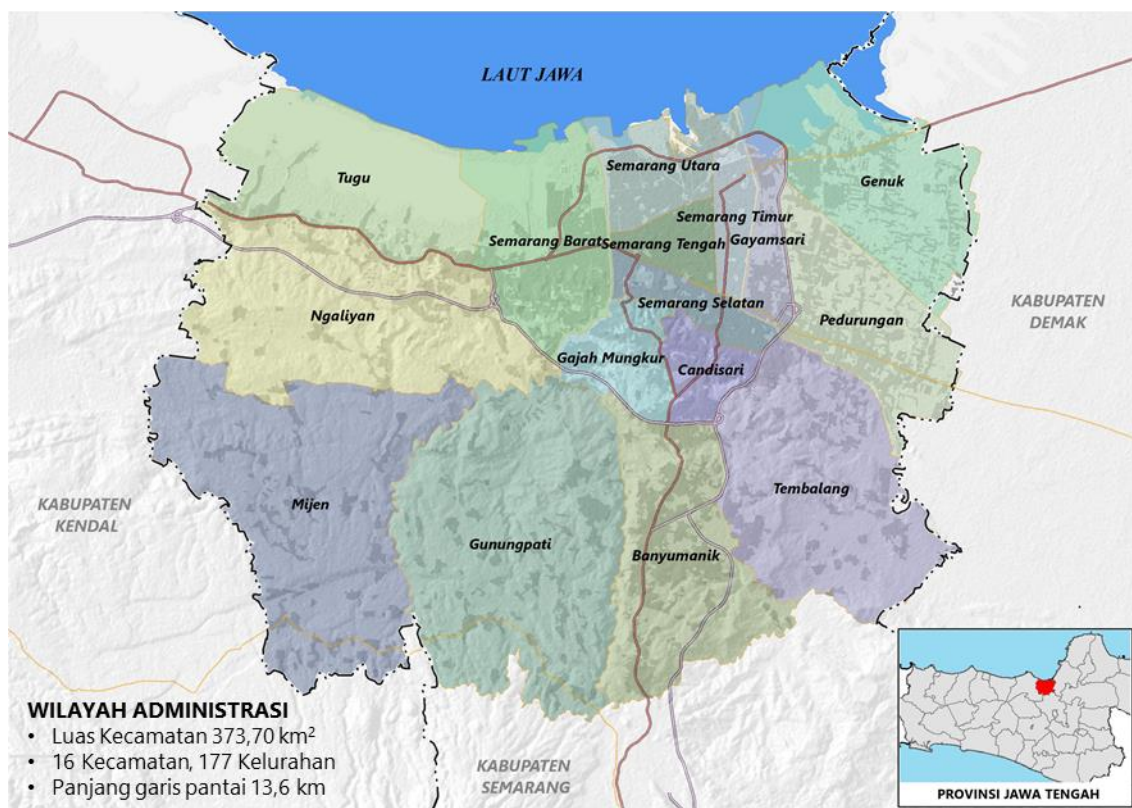 LAUT JAWA
Semarang Utara
Tugu
Genuk
Semarang Timur
Semarang Barat
Semarang Tengah
Gayamsari
Semarang Selatan
KABUPATEN
DEMAK
Ngaliyan
Pedurungan
Gajah Mungkur
Candisari
Tembalang
KABUPATEN
KENDAL
Mijen
Gunungpati
Banyumanik
WILAYAH ADMINISTRASI
• Luas Kecamatan 373,70 km²
• 16 Kecamatan, 177 Kelurahan
• Panjang garis pantai 13,6 km
KABUPATEN
SEMARANG
PROVINSI JAWA TENGAH